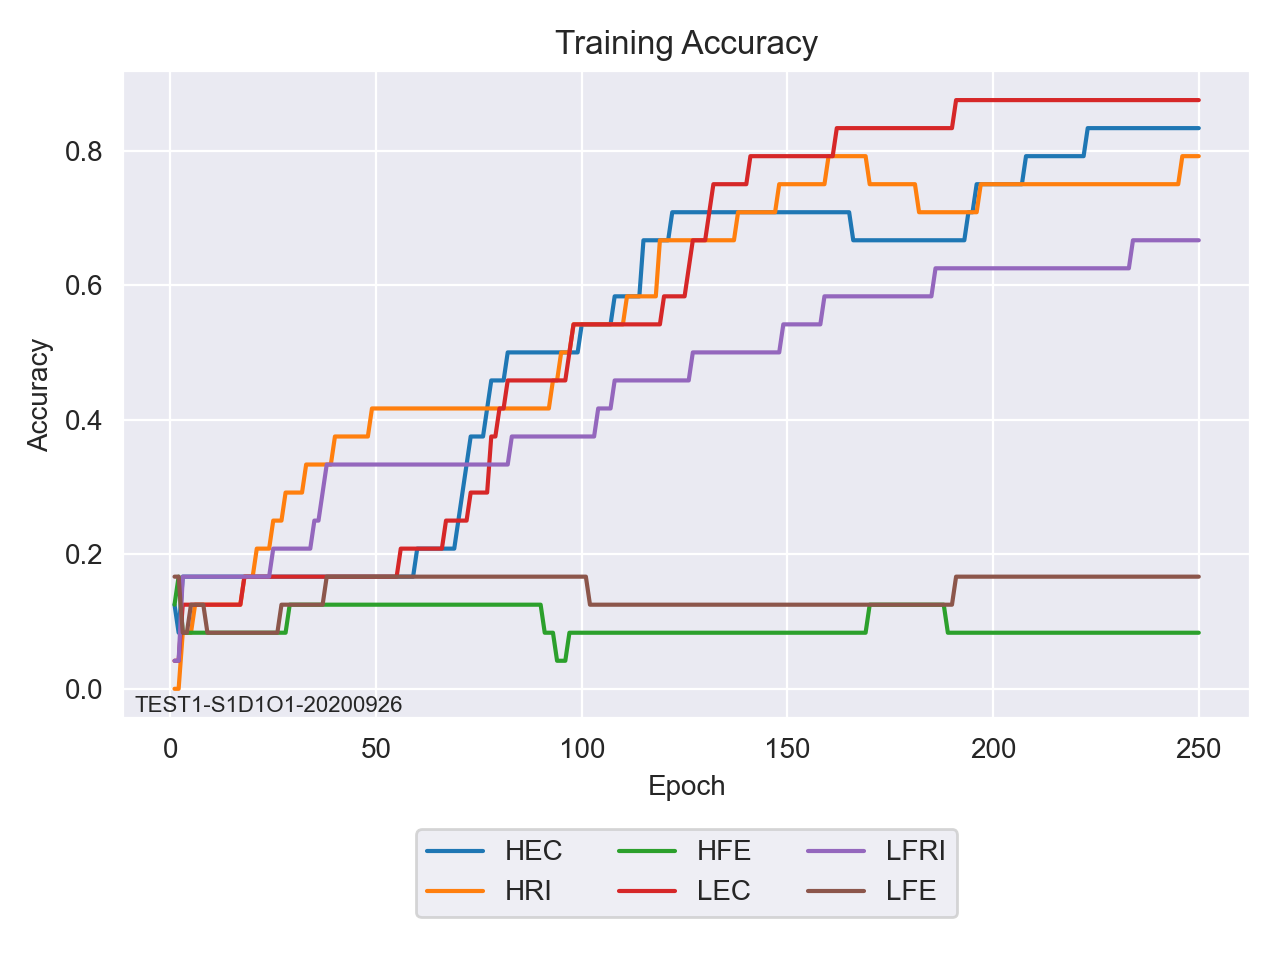 Training Accuracy
Accuracy
0.8
0.6
0.4
0.2
0.0
TEST1-S1D1O1-20200926
0 50 100 150 200 250
Epoch
HEC HFE LFRI
HRI LEC LFE